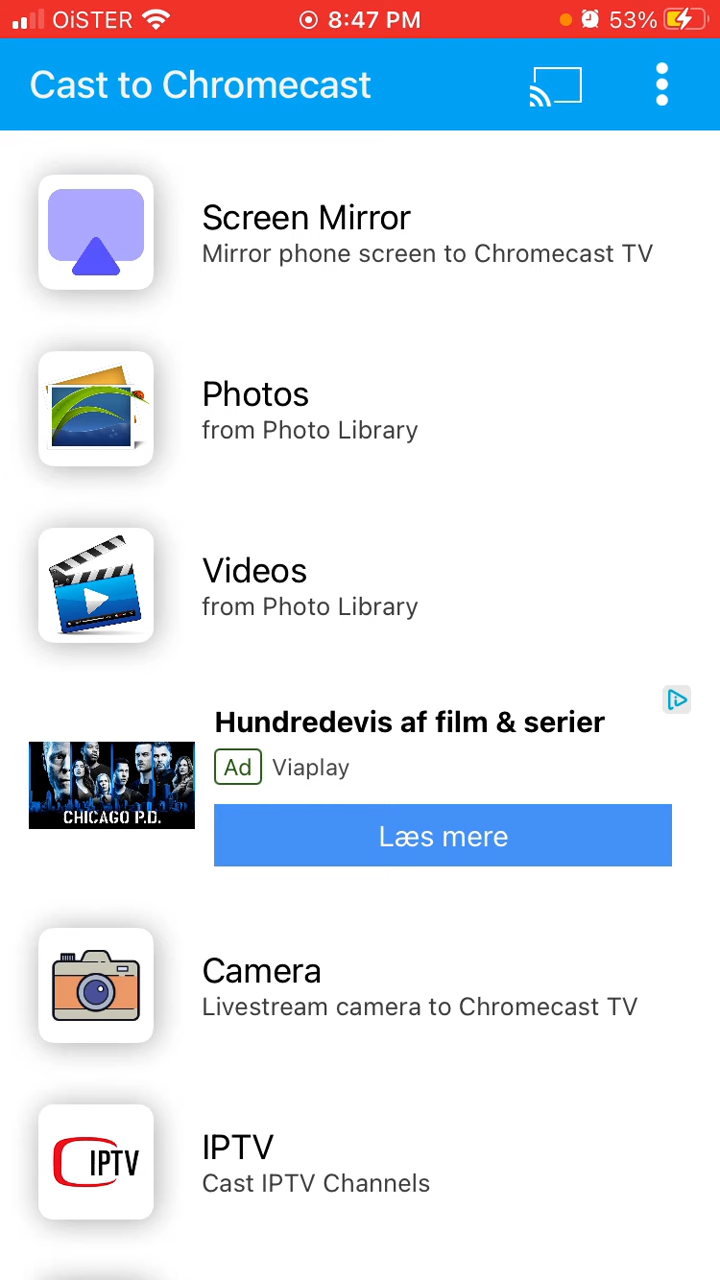 OiSTER 8:47 PM 53%
Cast to Chromecast
Screen Mirror
Mirror phone screen to Chromecast TV
Photos
from Photo Library
Videos
from Photo Library
Hundredevis af film & serier
Ad Viaplay
CHICAGO P.D.
Læs mere
Camera
Livestream camera to Chromecast TV
IPTV
IPTV
Cast IPTV Channels